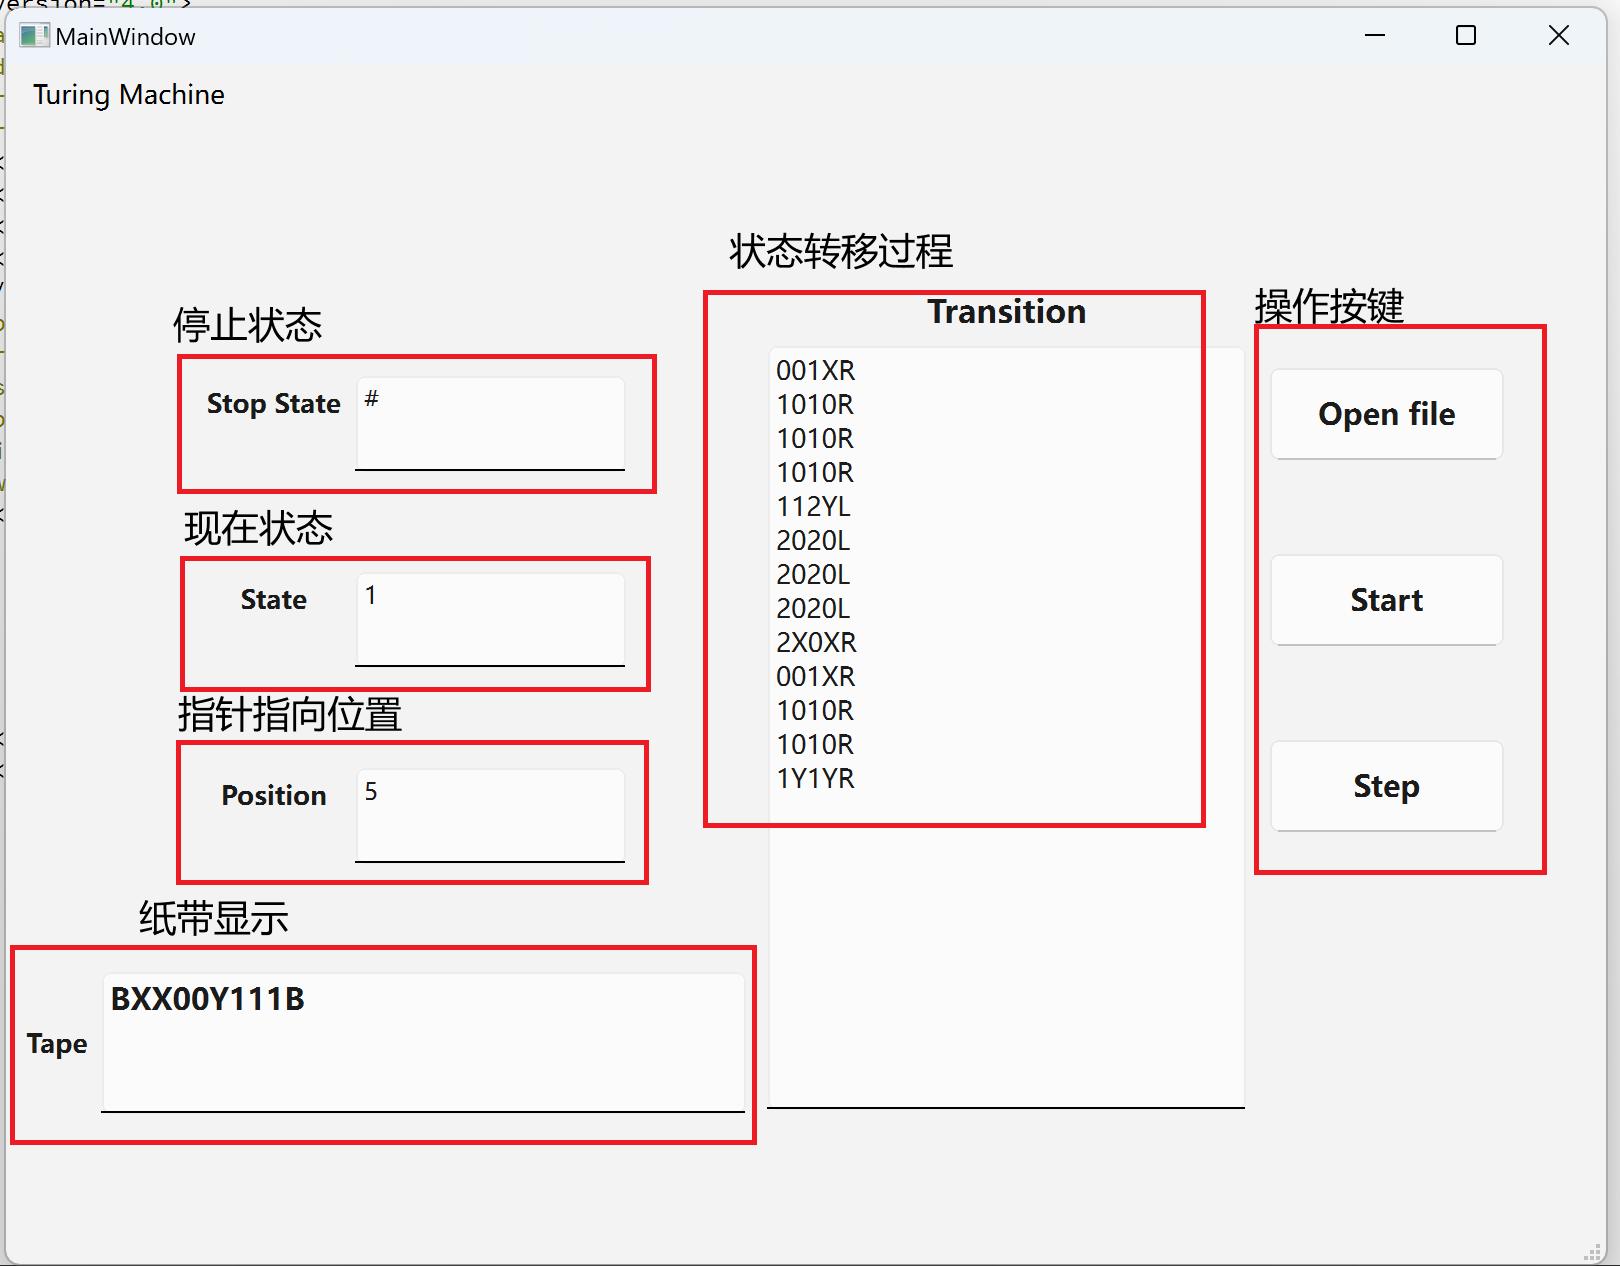 version="4.0">
MainWindow
Turing Machine
停止状态
Stop State
#
现在状态
State
1
指针指向位置
Position
5
纸带显示
Tape
BXX00Y111B
状态转移过程
Transition
001XR
1010R
1010R
1010R
112YL
2020L
2020L
2020L
2X0XR
001XR
1010R
1010R
1Y1YR
操作按键
Open file
Start
Step